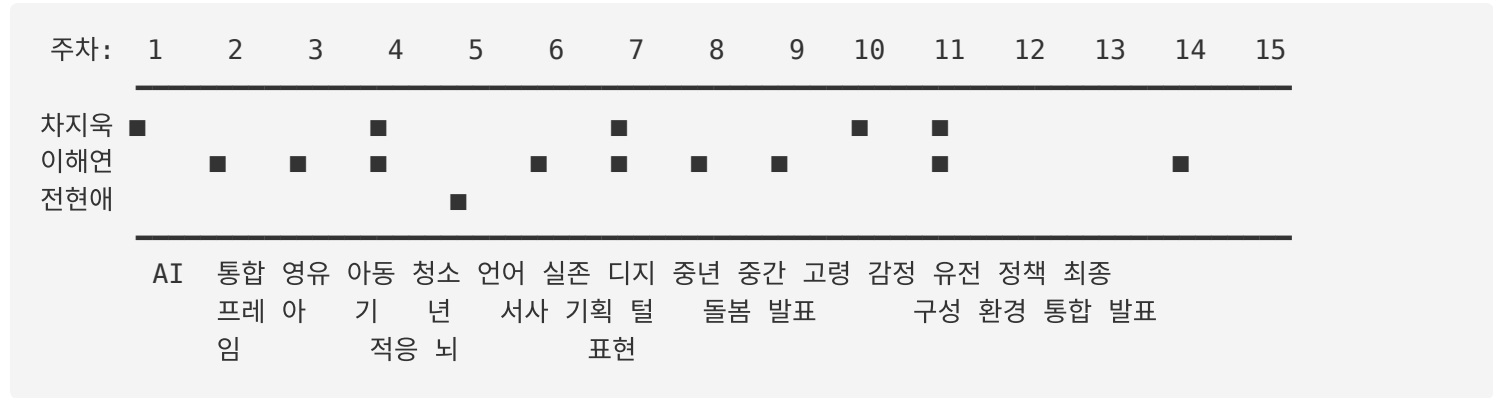 주차: 1 2 3 4 5 6 7 8 9 10 11 12 13 14 15
차지욱 ■ ■ ■ ■ ■
이해연 ■ ■ ■ ■ ■ ■ ■ ■ ■
전현애 ■
AI 통합 영유 아동 청소 언어 실존 디지 중년 중간 고령 감정 유전 정책 최종
프레 아 기 년 서사 기획 털 돌봄 발표 구성 환경 통합 발표
임 적응 뇌 표현